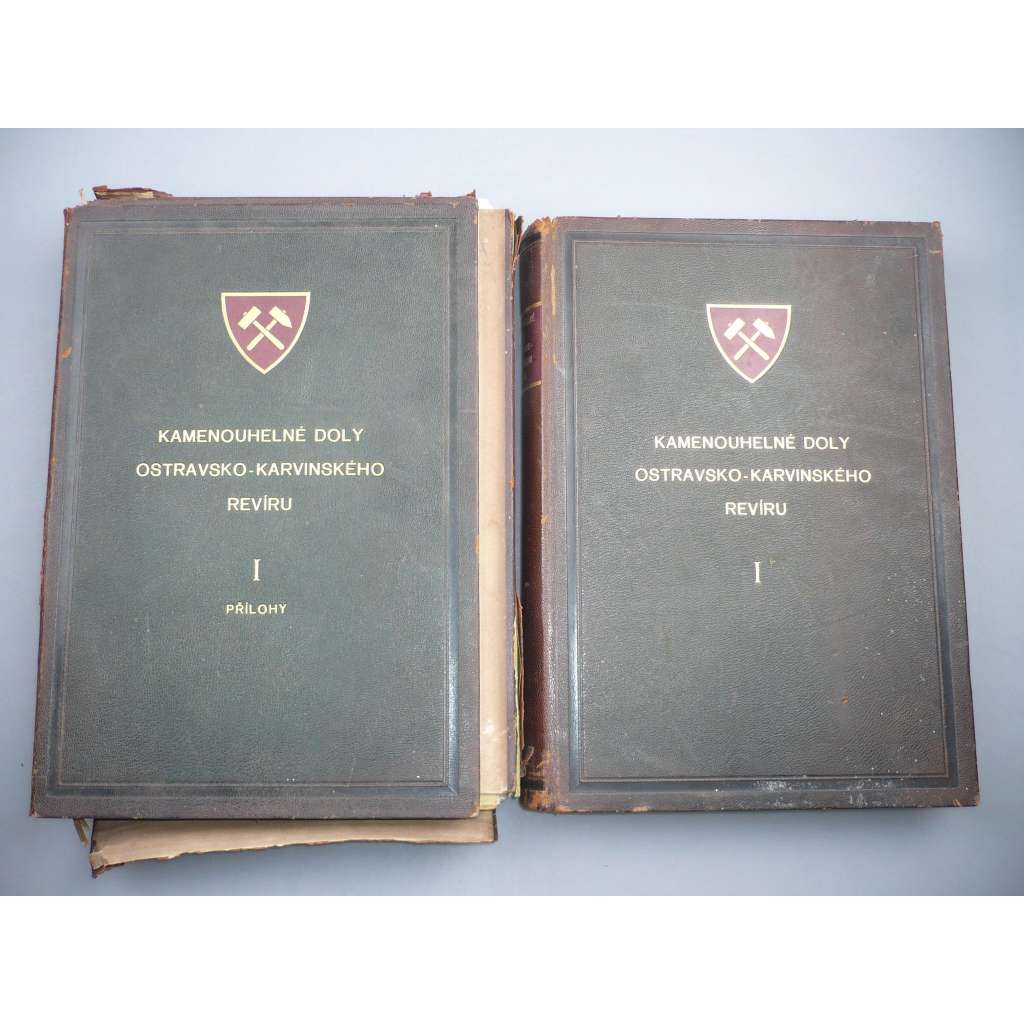 KAMENOUHELNÉ DOLY
OSTRAVSKO-KARVINSKÉHO
REVÍRU
I
PŘÍLOHY
KAMENOUHELNÉ DOLY
OSTRAVSKO-KARVINSKÉHO
REVÍRU
I